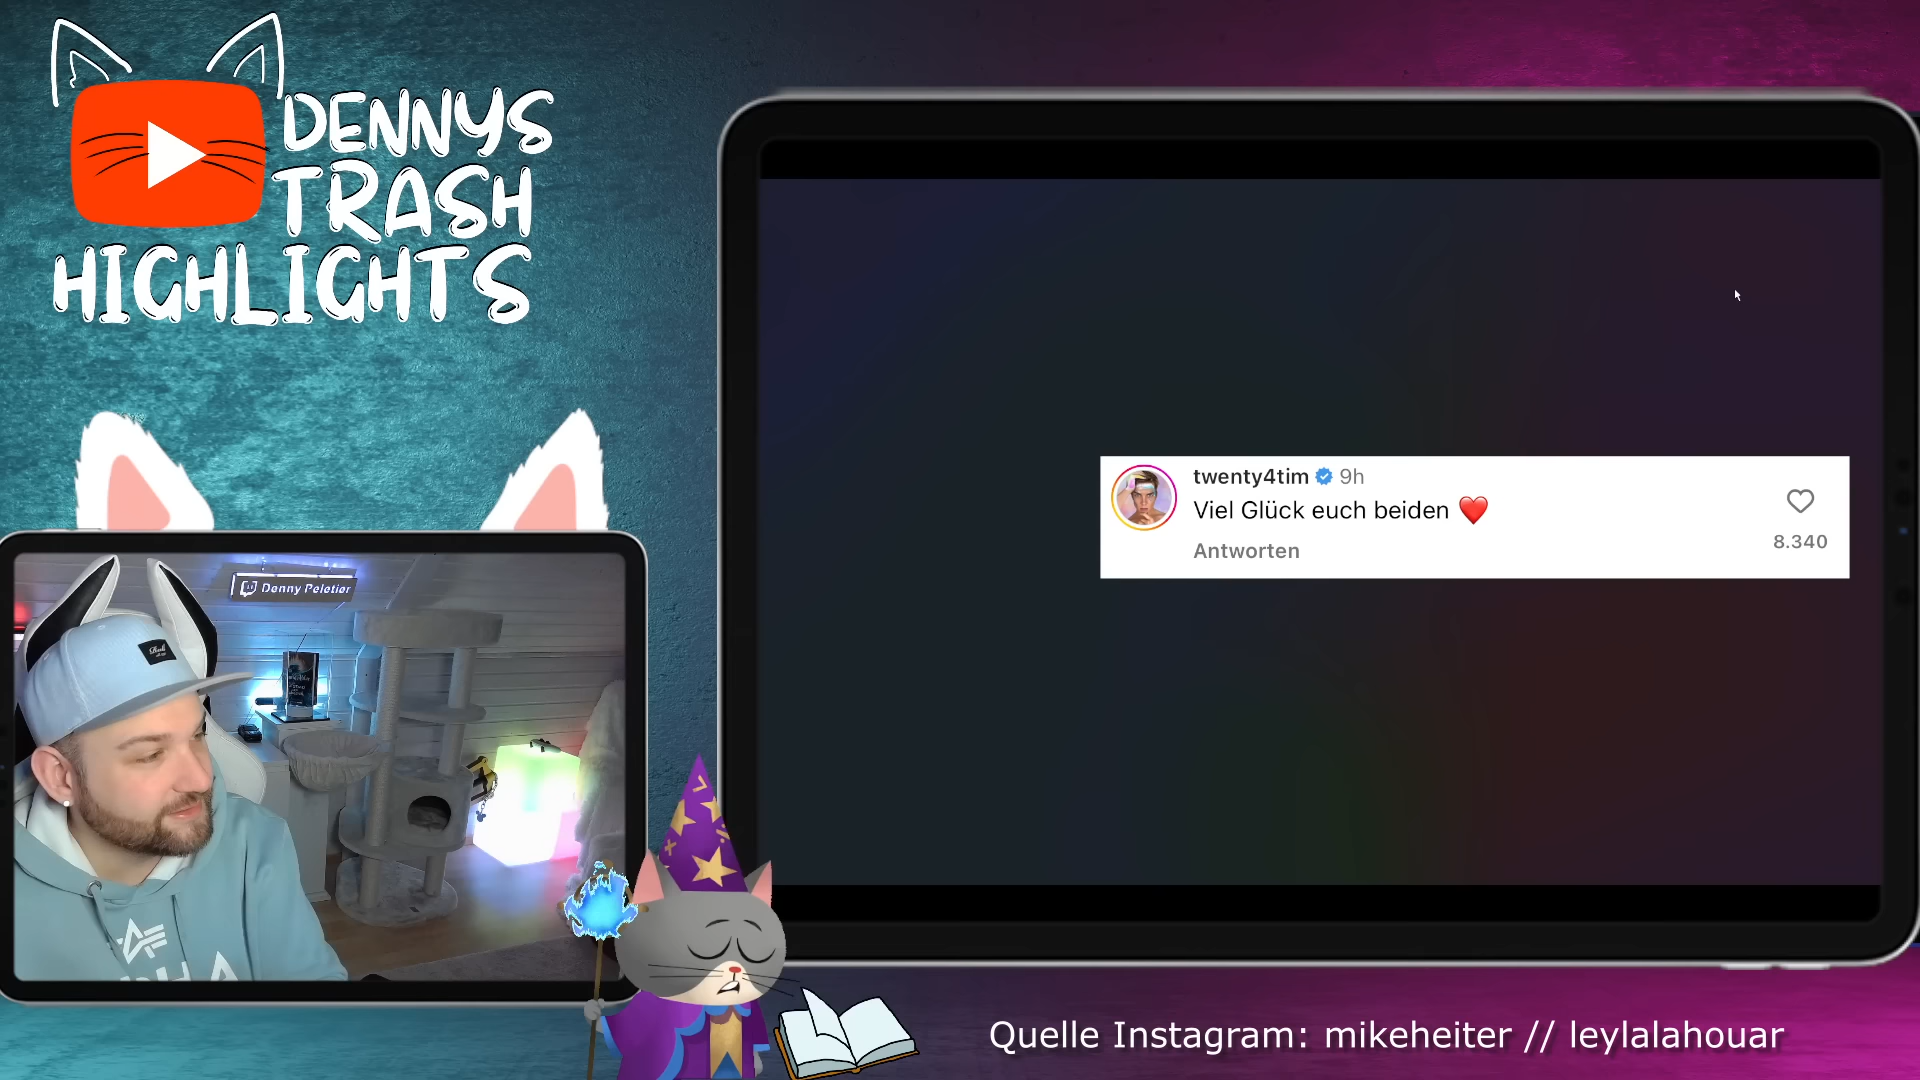 DENNYS
TRASH
HIGHLIGHTS
twenty4tim 9h
Viel Glück euch beiden ❤️
8.340
Antworten
Denny Peletier
Quelle Instagram: mikeheiter // leylalahouar